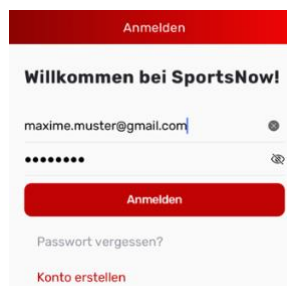 Anmelden
Willkommen bei SportsNow!
maxime.muster@gmail.com
••••••••
Anmelden
Passwort vergessen?
Konto erstellen